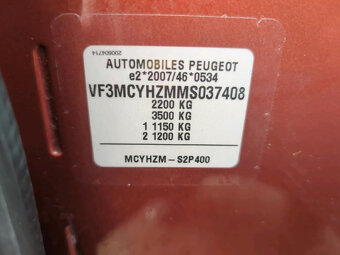 AUTOMOBILES PEUGEOT
e2*2007/46*0534
VF3MCYHZMMS037408
2200 KG
3500 KG
1 1150 KG
2 1200 KG
MCYHZM-S2P400